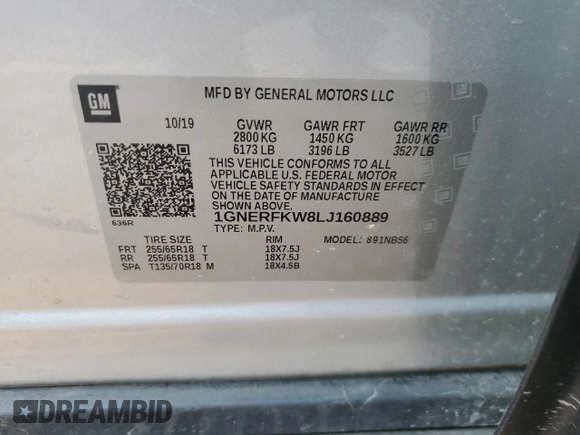 GM
MFD BY GENERAL MOTORS LLC
10/19 GVWR GAWR FRT GAWR RR
2800 KG 1450 KG 1600 KG
6173 LB 3196 LB 3527 LB
THIS VEHICLE CONFORMS TO ALL
APPLICABLE U.S. FEDERAL MOTOR
VEHICLE SAFETY STANDARDS IN EFFECT
ON THE DATE OF MANUFACTURE
SHOWN ABOVE.
636R
1GNERFKW8LJ160889
TYPE: M.P.V.
TIRE SIZE RIM MODEL: 891NB56
FRT 255/65R18 T 18X7.5J
RR 255/65R18 T 18X7.5J
SPA T135/70R18 M 18X4.5B
DREAMBID